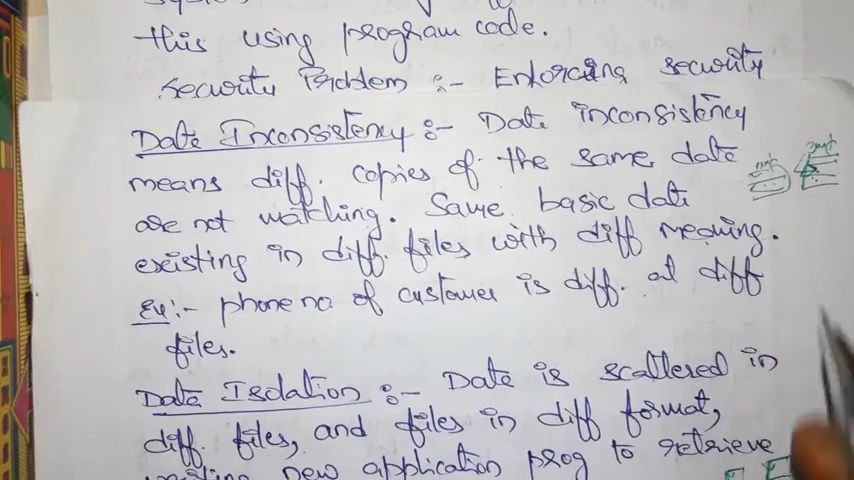 this using program code.
Security Problem :- Enforcing security
Data Inconsistency :- Data inconsistency
means diff. copies of the same data
are not matching. Same basic data
existing in diff. files with diff meaning.
Ex :- phone no of customer is diff. at diff
files.
Data Isolation :- Data is scattered in
diff. files, and files in diff format,
new application prog to retrieve